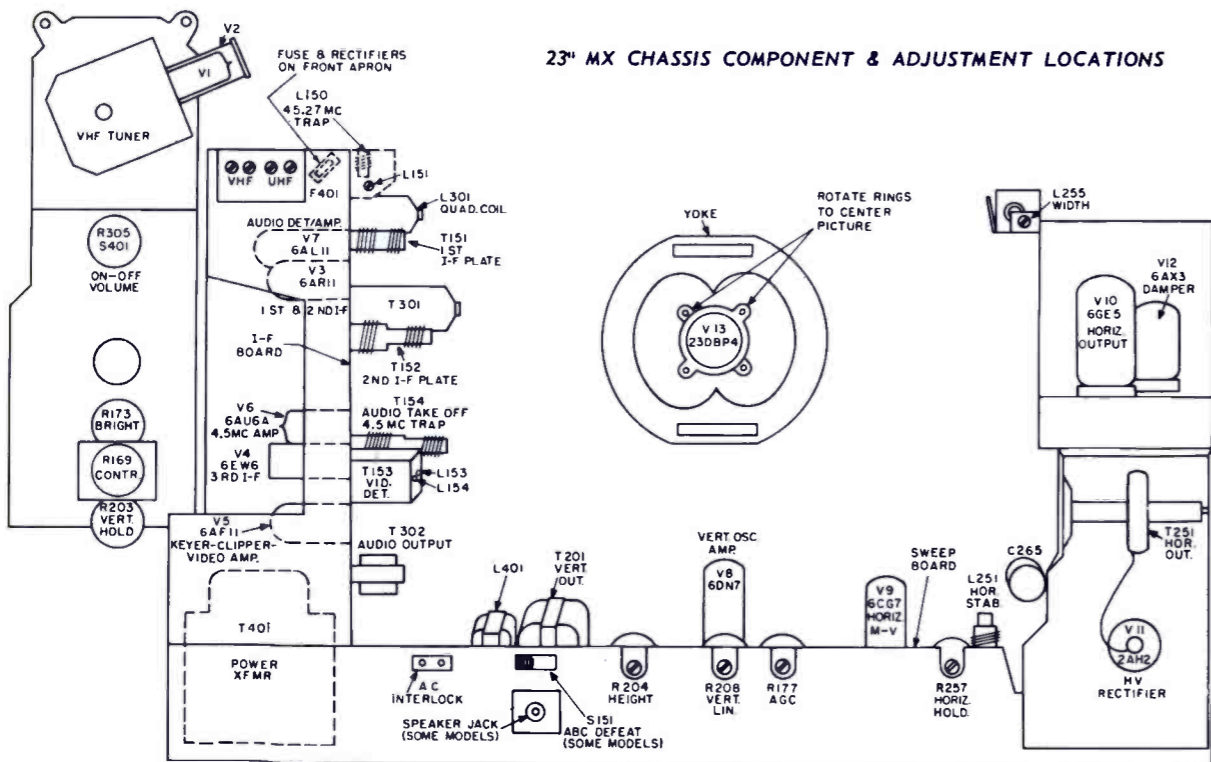 23" MX CHASSIS COMPONENT & ADJUSTMENT LOCATIONS
V2
V1
VHF TUNER
FUSE & RECTIFIERS
ON FRONT APRON
L150
45.27 MC
TRAP
VHF UHF
F401
L151
L301
QUAD. COIL
R305
S401
ON-OFF
VOLUME
AUDIO DET/AMP.
V7
6AL11
T151
1ST
I-F PLATE
V3
6AR11
1ST & 2ND I-F
T301
I-F
BOARD
T152
2ND I-F PLATE
R173
BRIGHT
R169
CONTR
R203
VERT.
HOLD
V6
6AU6A
4.5MC AMP
T154
AUDIO TAKE OFF
4.5 MC TRAP
V4
6EW6
3RD I-F
T153
VID.
DET.
L153
L154
V5
6AF11
KEYER-CLIPPER-
VIDEO AMP.
T302
AUDIO OUTPUT
YOKE
ROTATE RINGS
TO CENTER
PICTURE
V13
23DBP4
L255
WIDTH
V12
6AX3
DAMPER
V10
6GE5
HORIZ.
OUTPUT
T251
HOR.
OUT.
C265
V11
2AH2
HV
RECTIFIER
L401
T201
VERT.
OUT.
VERT. OSC
AMP.
V8
6DN7
V9
6CG7
HORIZ.
M-V
SWEEP
BOARD
L251
HOR.
STAB.
T401
POWER
XFMR
AC
INTERLOCK
SPEAKER JACK
(SOME MODELS)
S151
ABC DEFEAT
(SOME MODELS)
R204
HEIGHT
R208
VERT.
LIN.
R177
AGC
R257
HORIZ.
HOLD.